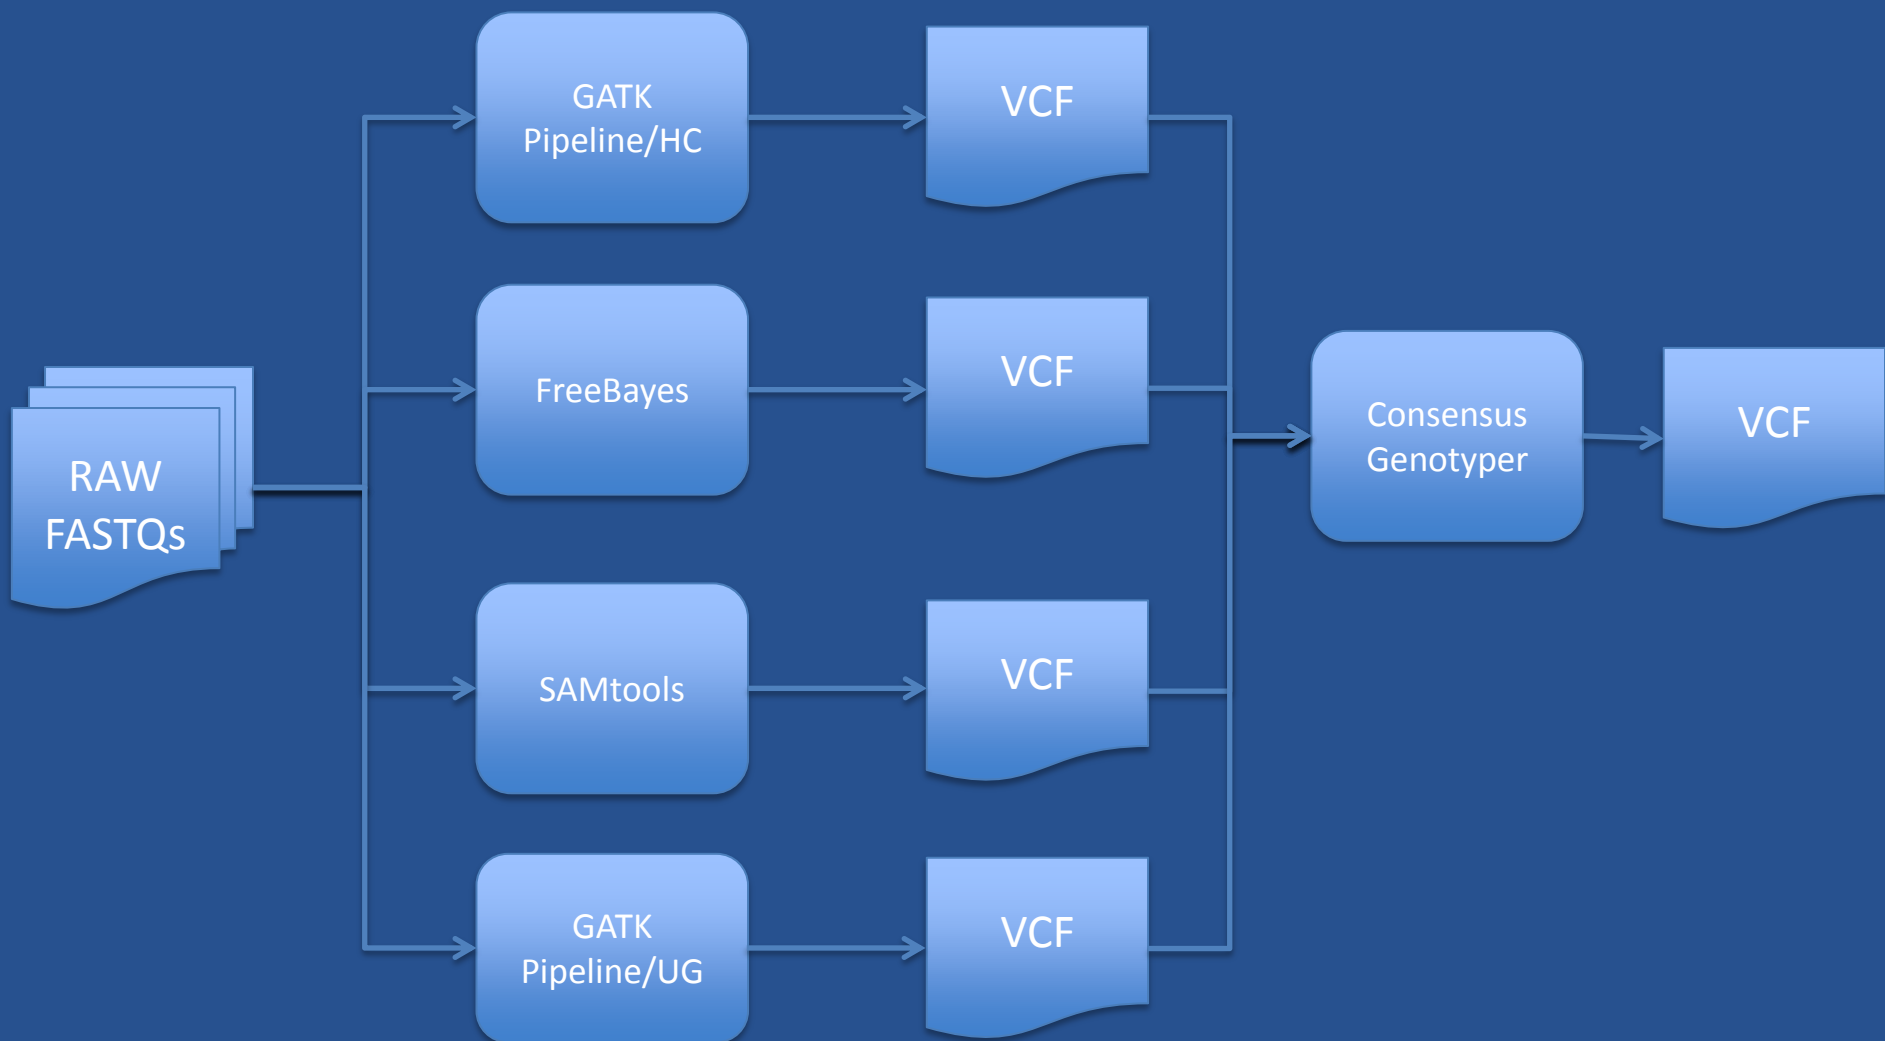 RAW
FASTQs
GATK
Pipeline/HC
VCF
FreeBayes
VCF
SAMtools
VCF
GATK
Pipeline/UG
VCF
Consensus
Genotyper
VCF